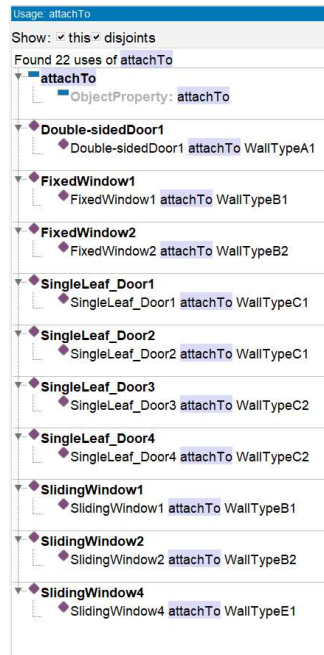 Usage: attachTo
Show: this disjoints
Found 22 uses of attachTo
attachTo
ObjectProperty: attachTo
Double-sidedDoor1
Double-sidedDoor1 attachTo WallTypeA1
FixedWindow1
FixedWindow1 attachTo WallTypeB1
FixedWindow2
FixedWindow2 attachTo WallTypeB2
SingleLeaf_Door1
SingleLeaf_Door1 attachTo WallTypeC1
SingleLeaf_Door2
SingleLeaf_Door2 attachTo WallTypeC1
SingleLeaf_Door3
SingleLeaf_Door3 attachTo WallTypeC2
SingleLeaf_Door4
SingleLeaf_Door4 attachTo WallTypeC2
SlidingWindow1
SlidingWindow1 attachTo WallTypeB1
SlidingWindow2
SlidingWindow2 attachTo WallTypeB2
SlidingWindow4
SlidingWindow4 attachTo WallTypeE1